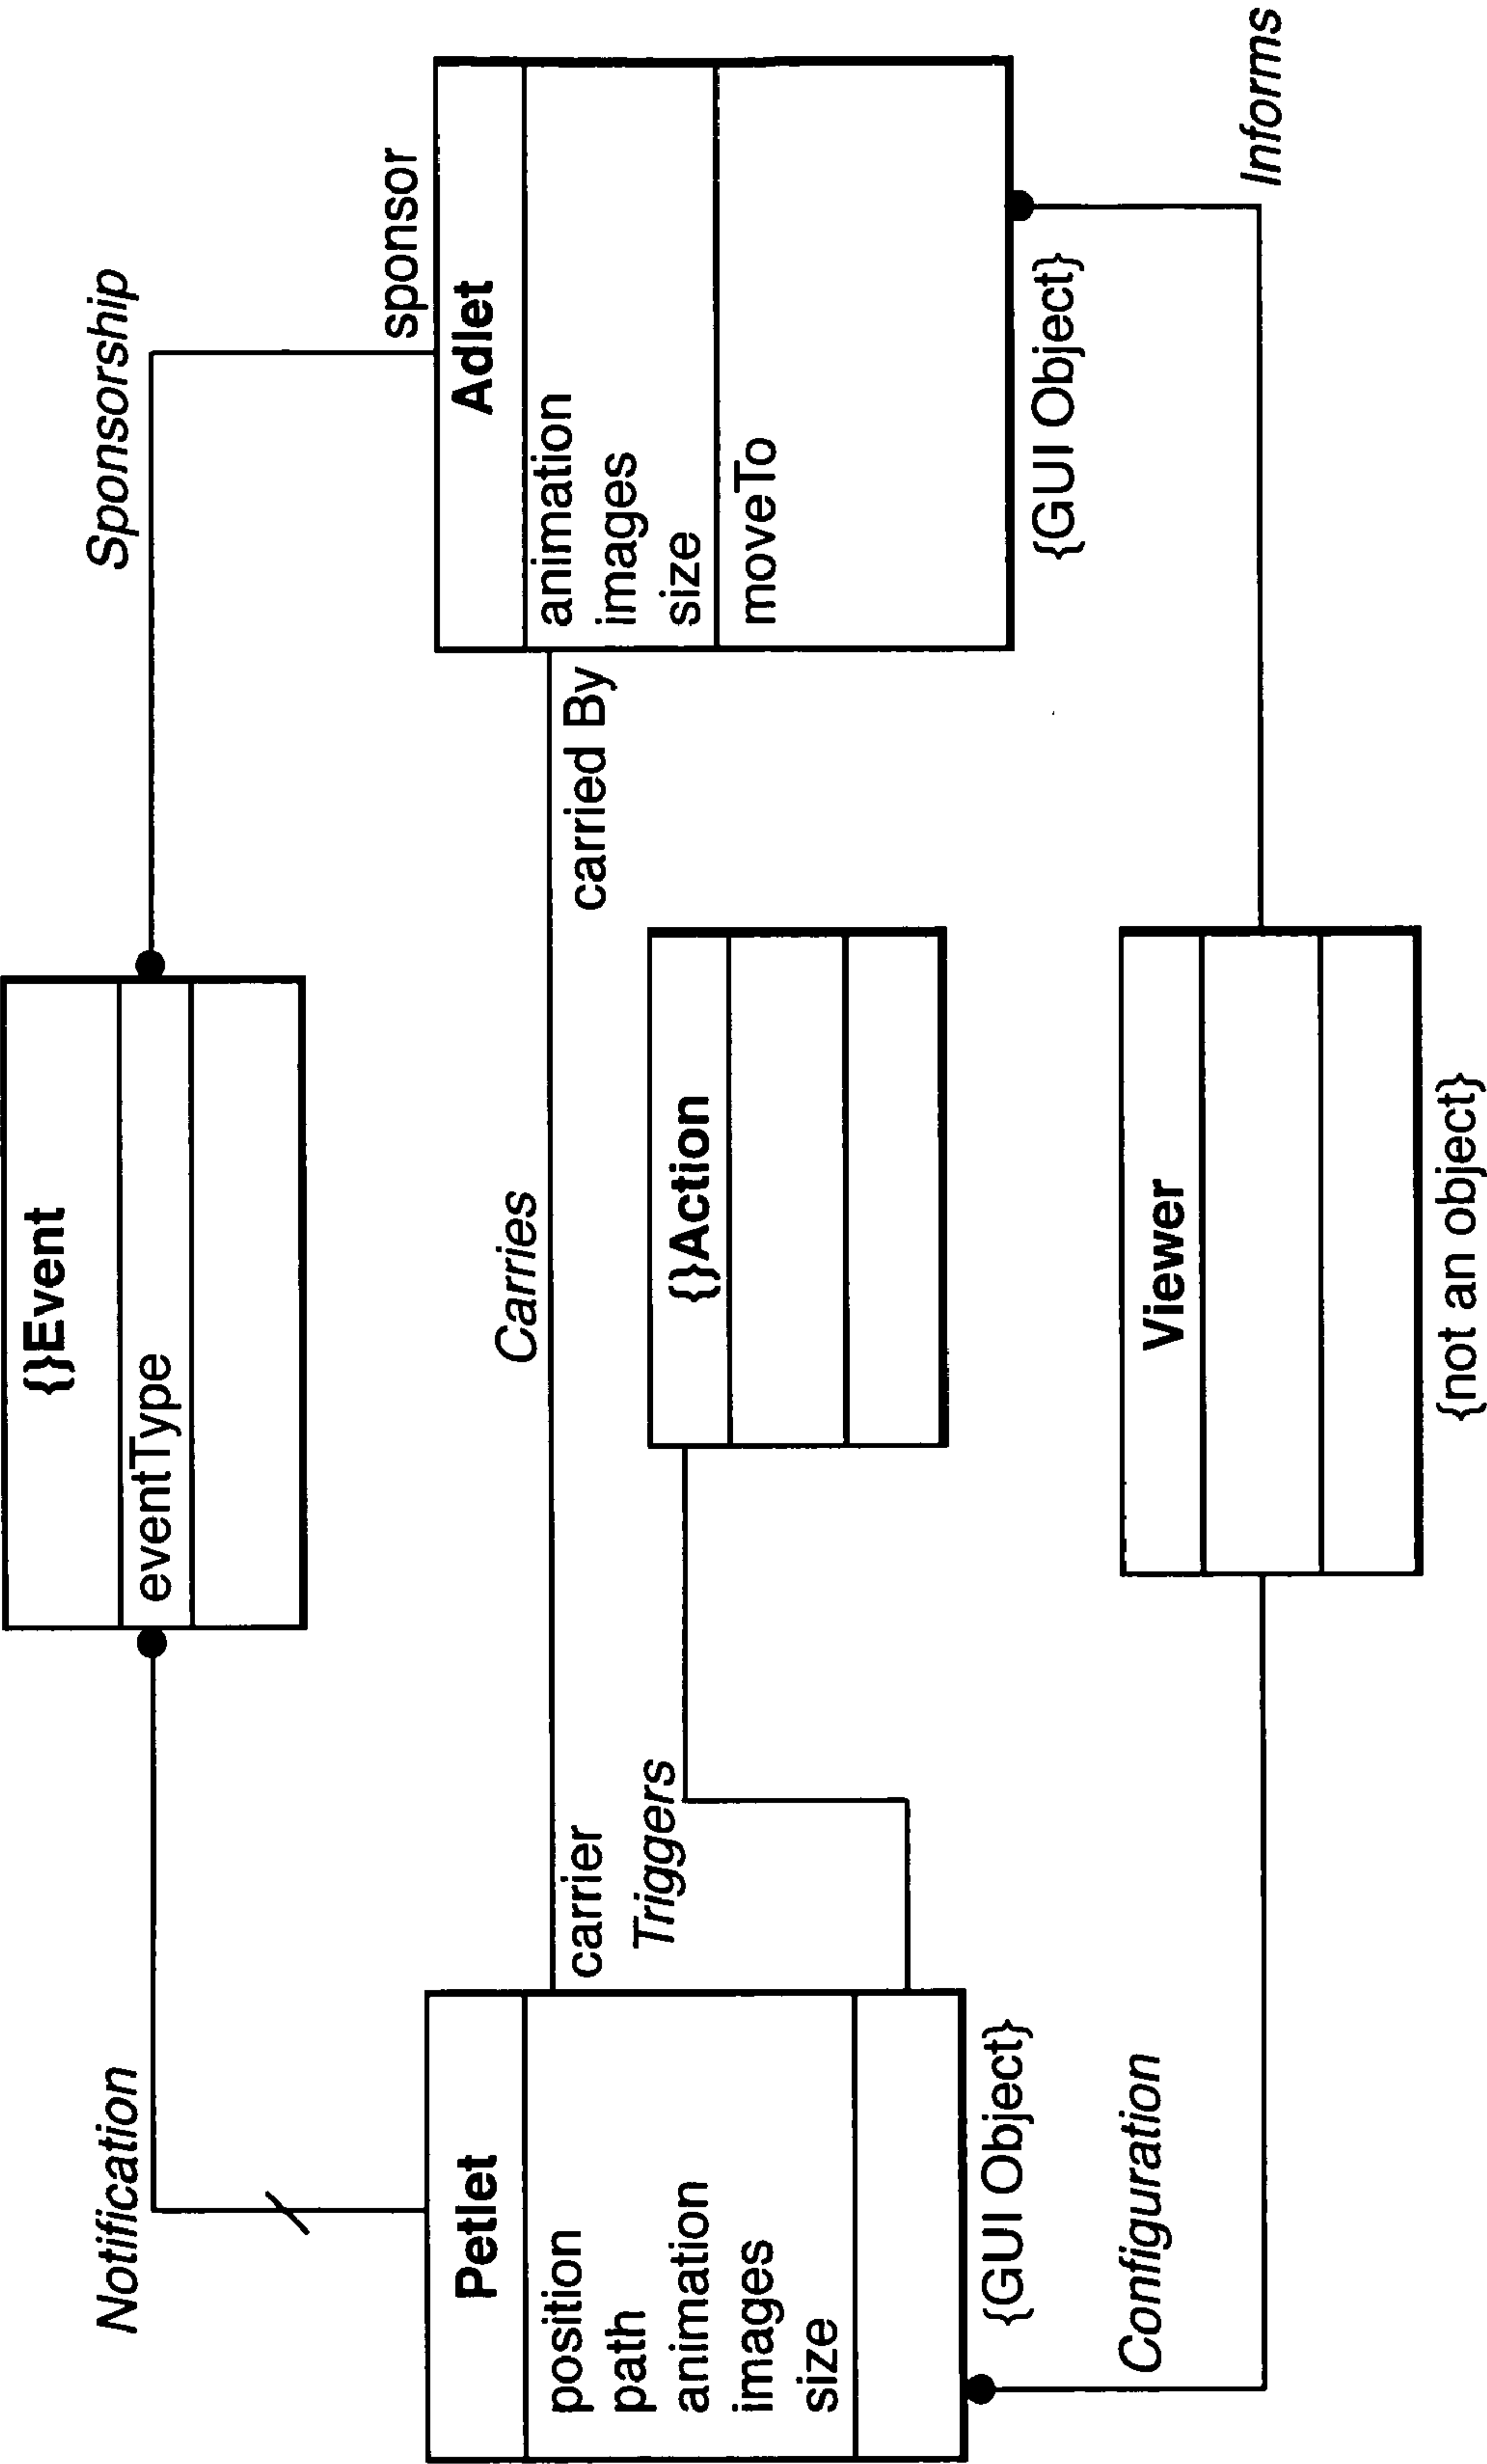 {}Event
eventType
Notification
Sponsorship
sponsor
Petlet
position
path
animation
images
size
{GUI Object}
carrier
Carries
carried By
Adlet
animation
images
size
moveTo
{GUI Object}
Triggers
{}Action
Configuration
Viewer
{not an object}
Informs